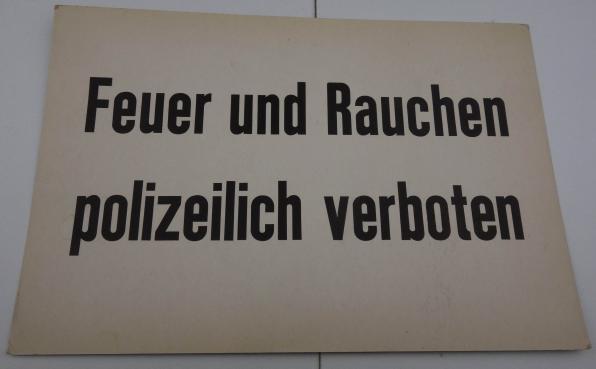 Feuer und Rauchen
polizeilich verboten